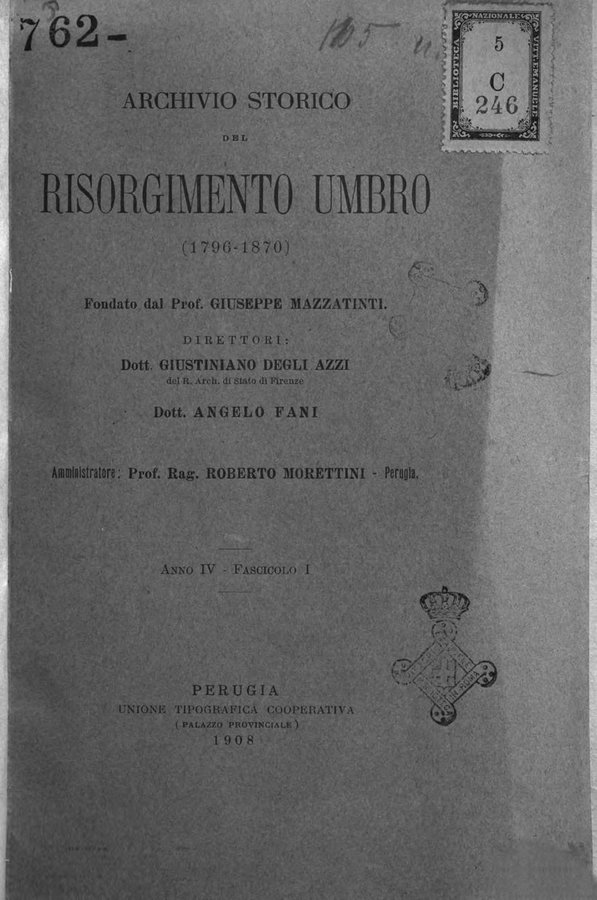 762-
105
BIBLIOTECA
NAZIONALE
VITT. EMANUELE
5
C
246
ARCHIVIO STORICO
DEL
RISORGIMENTO UMBRO
(1796-1870)
Fondato dal Prof. GIUSEPPE MAZZATINTI.
DIRETTORI:
Dott. GIUSTINIANO DEGLI AZZI
del R. Arch. di Stato di Firenze
Dott. ANGELO FANI
Amministratore: Prof. Rag. ROBERTO MORETTINI - Perugia.
ANNO IV - FASCICOLO I
PERUGIA
UNIONE TIPOGRAFICA COOPERATIVA
(PALAZZO PROVINCIALE)
1908